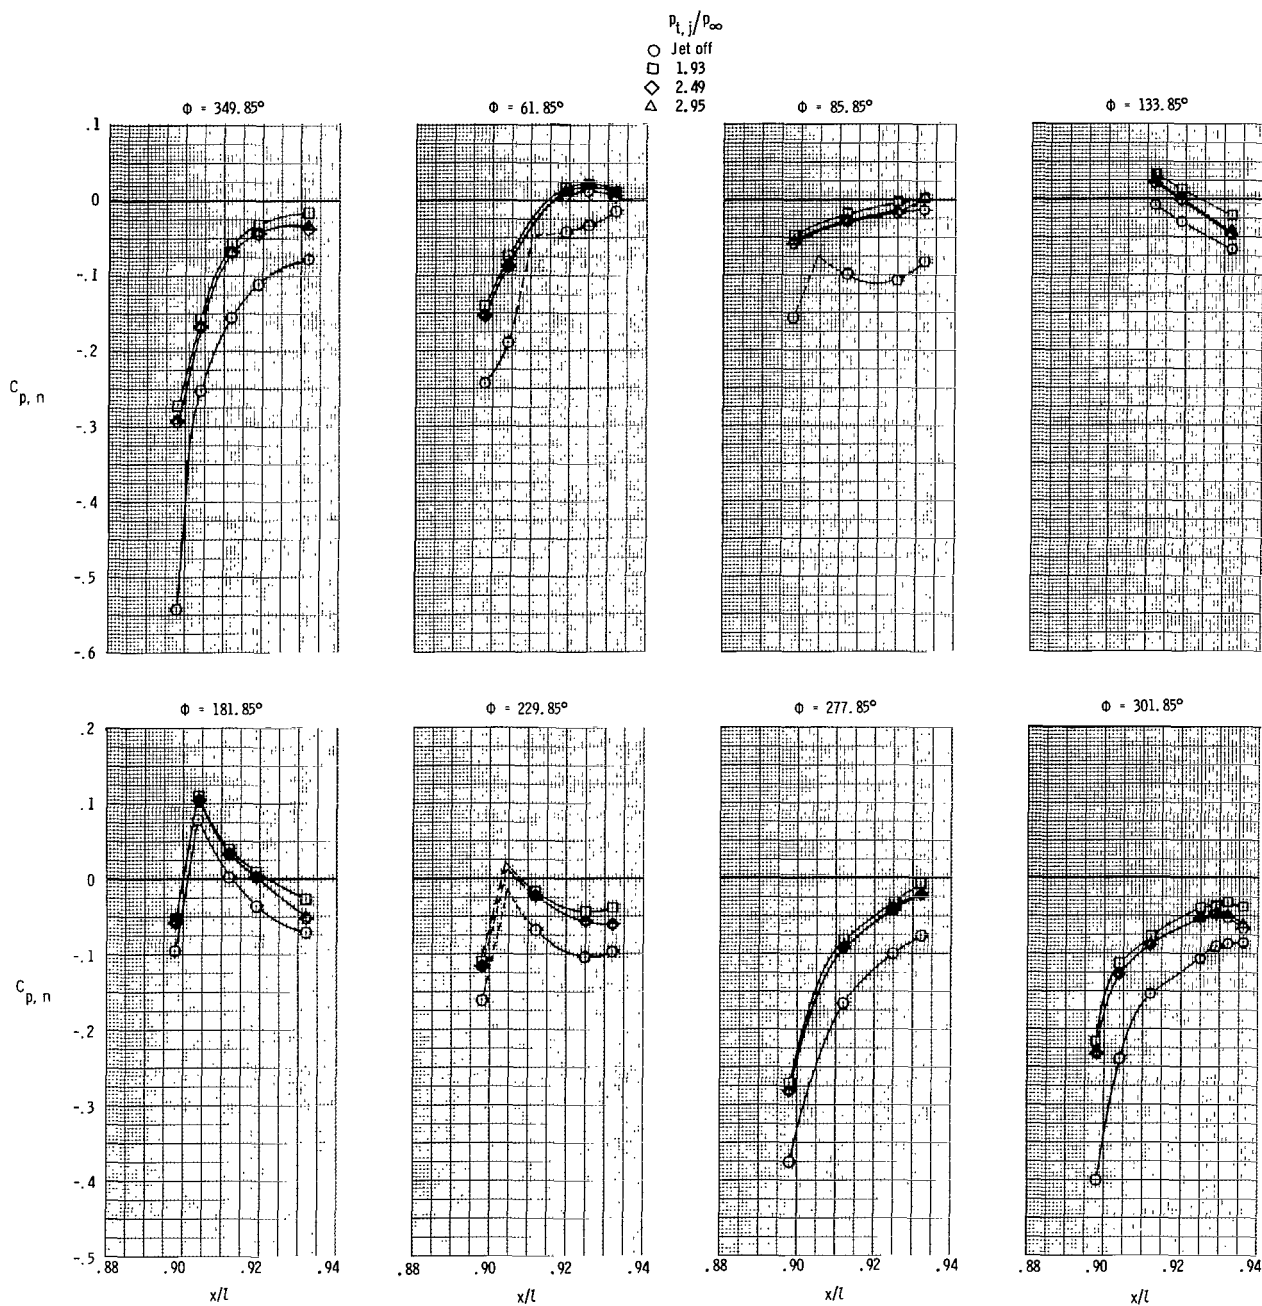 p_t, j/p_∞
Jet off
1.93
2.49
2.95
Φ = 349.85°
Φ = 61.85°
Φ = 85.85°
Φ = 133.85°
.1
0
-.1
-.2
-.3
-.4
-.5
-.6
C_p, n
Φ = 181.85°
Φ = 229.85°
Φ = 277.85°
Φ = 301.85°
.2
.1
0
-.1
-.2
-.3
-.4
-.5
C_p, n
.88 .90 .92 .94
.88 .90 .92 .94
.88 .90 .92 .94
.88 .90 .92 .94
x/l
x/l
x/l
x/l